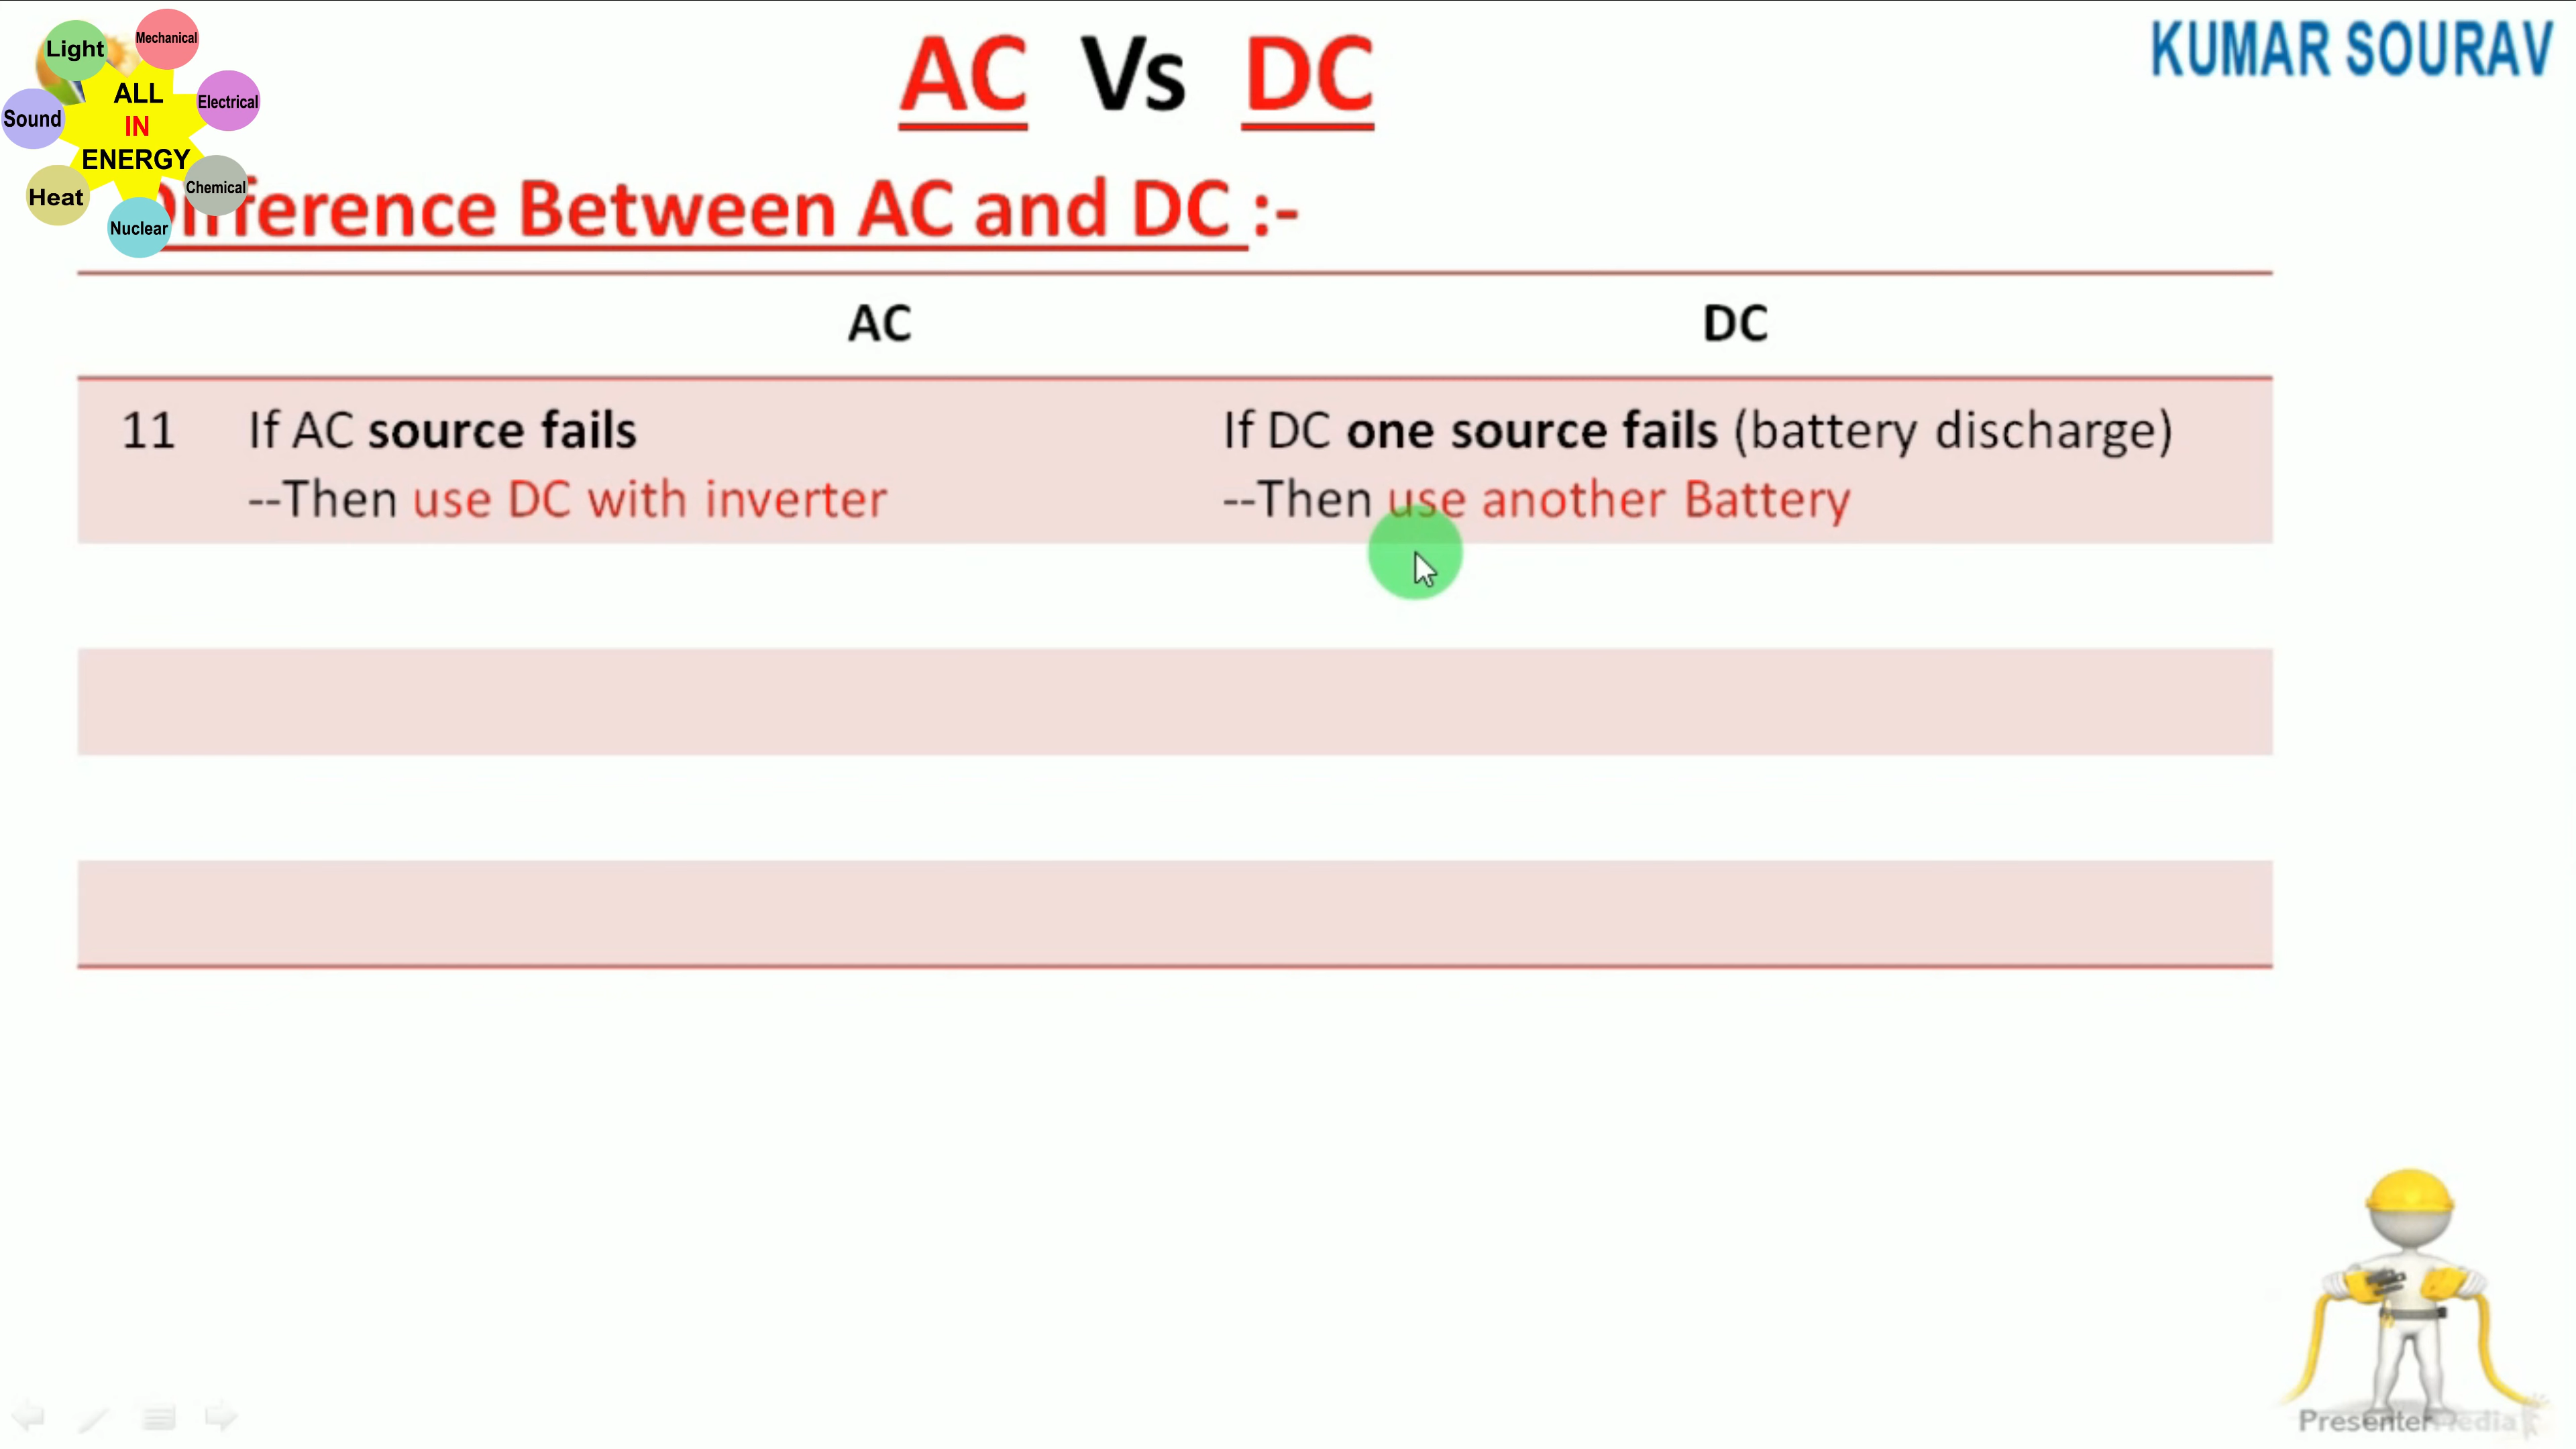 AC Vs DC
KUMAR SOURAV
Light
Mechanical
ALL
IN
ENERGY
Electrical
Sound
Chemical
Heat
Nuclear
Difference Between AC and DC :-
AC DC
11 If AC source fails If DC one source fails (battery discharge)
--Then use DC with inverter --Then use another Battery
PresenterMedia